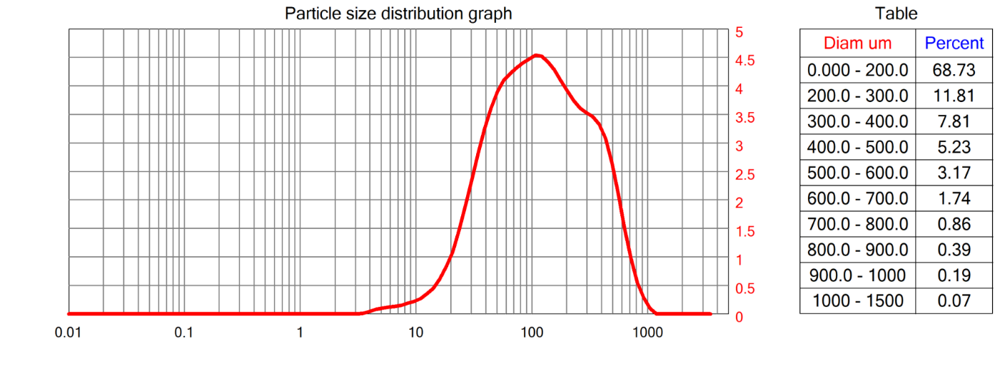 Particle size distribution graph
5
4.5
4
3.5
3
2.5
2
1.5
1
0.5
0
0.01 0.1 1 10 100 1000
Table
Diam um Percent
0.000 - 200.0 68.73
200.0 - 300.0 11.81
300.0 - 400.0 7.81
400.0 - 500.0 5.23
500.0 - 600.0 3.17
600.0 - 700.0 1.74
700.0 - 800.0 0.86
800.0 - 900.0 0.39
900.0 - 1000 0.19
1000 - 1500 0.07